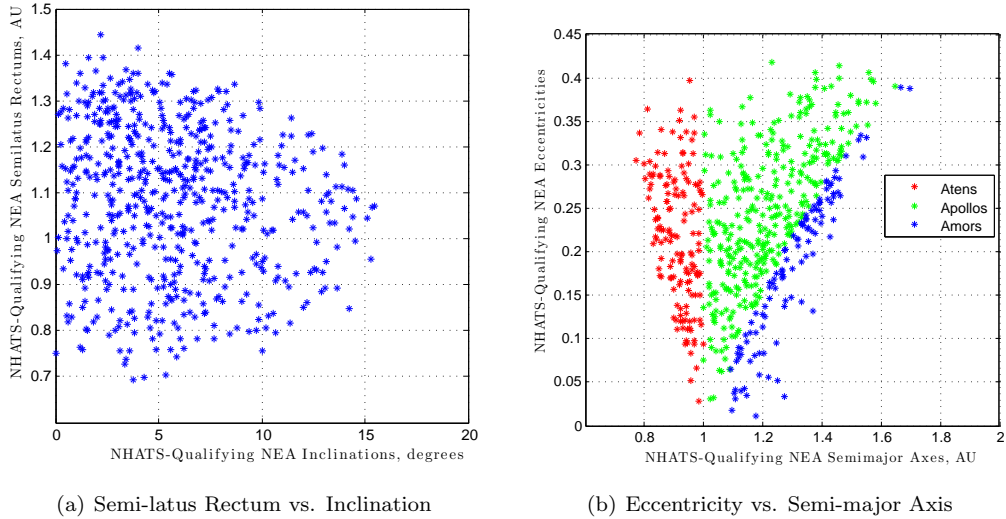 1.5
1.4
1.3
1.2
1.1
1
0.9
0.8
0.7
NHATS-Qualifying NEA Semilatus Rectums, AU
0 5 10 15 20
NHATS-Qualifying NEA Inclinations, degrees
(a) Semi-latus Rectum vs. Inclination
0.45
0.4
0.35
0.3
0.25
0.2
0.15
0.1
0.05
0
NHATS-Qualifying NEA Eccentricities
Atens
Apollos
Amors
0.8 1 1.2 1.4 1.6 1.8 2
NHATS-Qualifying NEA Semimajor Axes, AU
(b) Eccentricity vs. Semi-major Axis